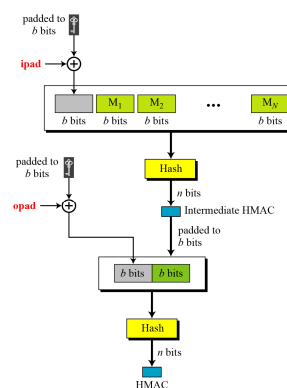 padded to
b bits
ipad
M1 M2 ... MN
b bits b bits b bits b bits
Hash
n bits
padded to
b bits
Intermediate HMAC
opad
padded to
b bits
b bits b bits
Hash
n bits
HMAC